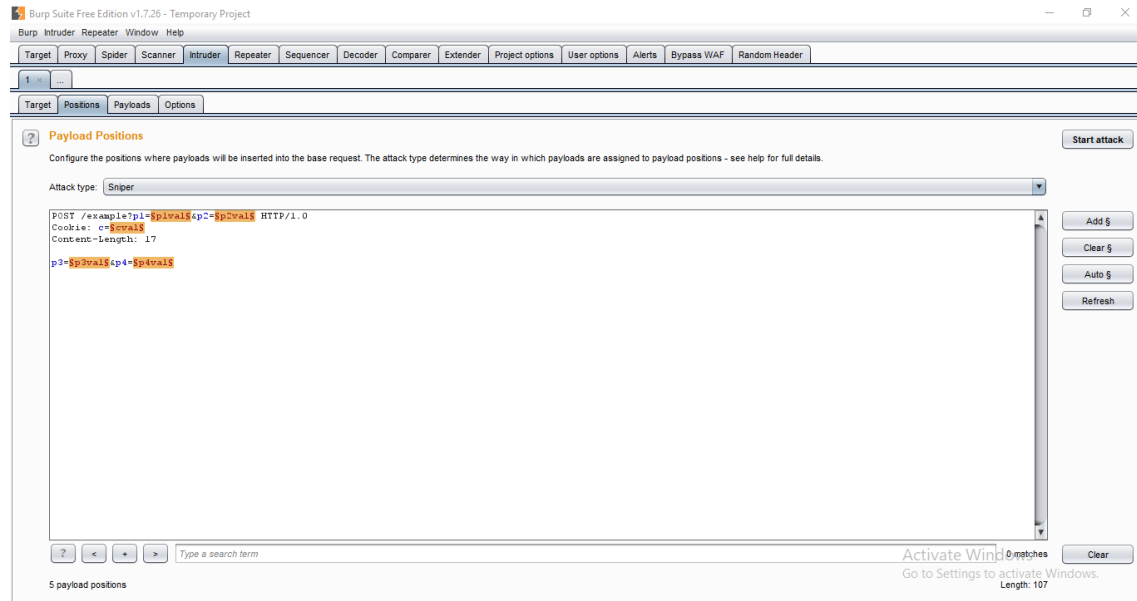 Burp Suite Free Edition v1.7.26 - Temporary Project
Burp Intruder Repeater Window Help
Target Proxy Spider Scanner Intruder Repeater Sequencer Decoder Comparer Extender Project options User options Alerts Bypass WAF Random Header
1 × ...
Target Positions Payloads Options
? Payload Positions
Start attack
Configure the positions where payloads will be inserted into the base request. The attack type determines the way in which payloads are assigned to payload positions - see help for full details.
Attack type: Sniper
POST /example?p1=§p1val§&p2=§p2val§ HTTP/1.0
Cookie: c=§cval§
Content-Length: 17
p3=§p3val§&p4=§p4val§
Add §
Clear §
Auto §
Refresh
? < + > Type a search term
0 matches
Clear
Activate Windows
Go to Settings to activate Windows.
5 payload positions
Length: 107